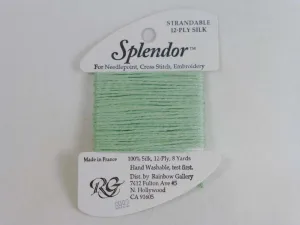 STRANDABLE
12-PLY SILK
Splendor™
For Needlepoint, Cross Stitch, Embroidery
Made in France
100% Silk, 12-Ply, 8 Yards
Hand Washable, test first.
RG
Dist. by Rainbow Gallery
7412 Fulton Ave #5
N. Hollywood
CA 91605